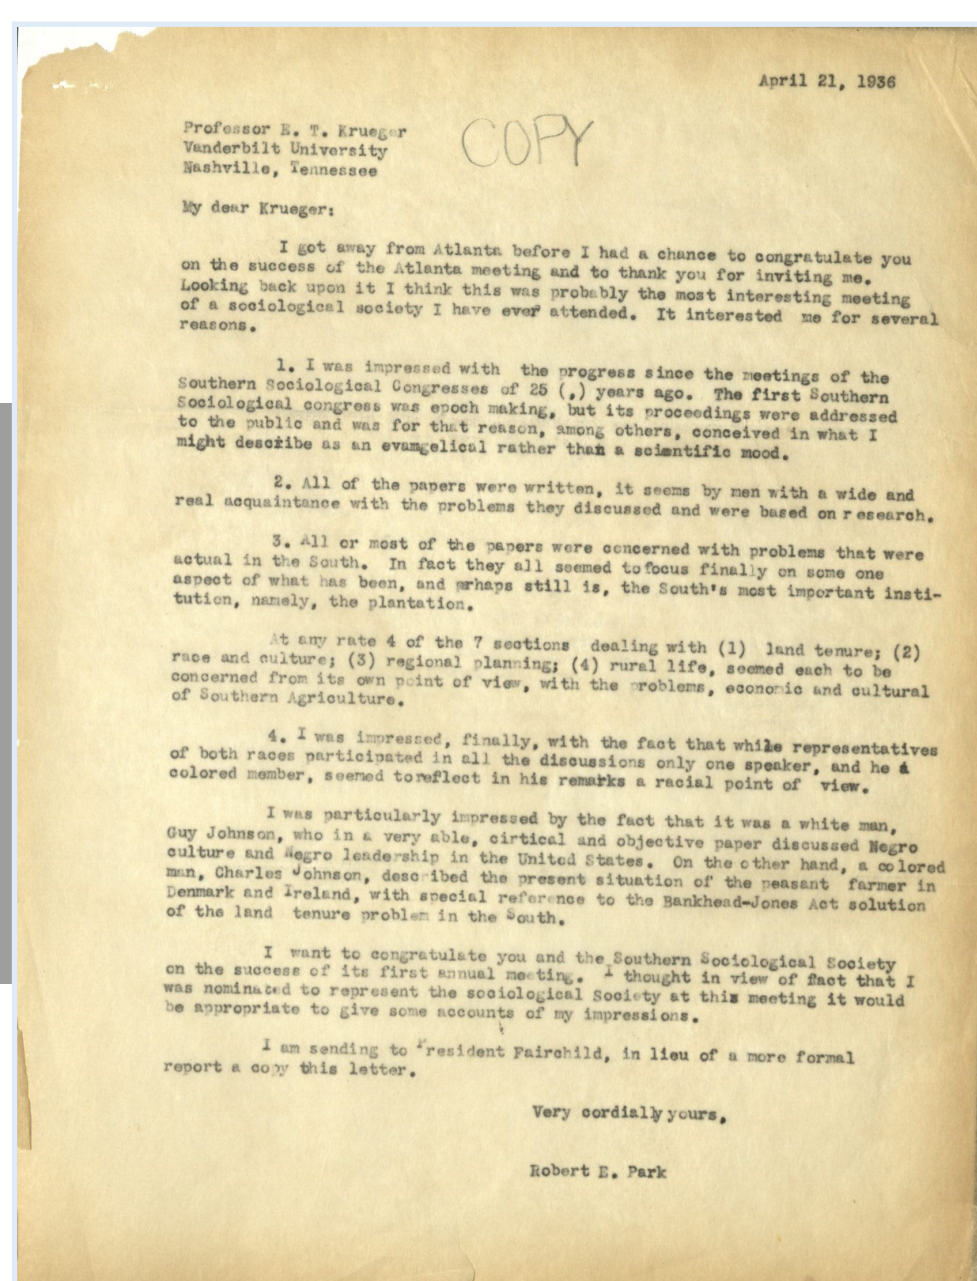 April 21, 1936
Professor E. T. Krueger
COPY
Vanderbilt University
Nashville, Tennessee
My dear Krueger:
I got away from Atlanta before I had a chance to congratulate you
on the success of the Atlanta meeting and to thank you for inviting me.
Looking back upon it I think this was probably the most interesting meeting
of a sociological society I have ever attended. It interested me for several
reasons.
1. I was impressed with the progress since the meetings of the
Southern Sociological Congresses of 25 (,) years ago. The first Southern
Sociological congress was epoch making, but its proceedings were addressed
to the public and was for that reason, among others, conceived in what I
might describe as an evamgelical rather than a scientific mood.
2. All of the papers were written, it seems by men with a wide and
real acquaintance with the problems they discussed and were based on research.
3. All or most of the papers were concerned with problems that were
actual in the South. In fact they all seemed to focus finally on some one
aspect of what has been, and prhaps still is, the South's most important insti-
tution, namely, the plantation.
At any rate 4 of the 7 sections dealing with (1) land tenure; (2)
race and culture; (3) regional planning; (4) rural life, seemed each to be
concerned from its own point of view, with the problems, economic and cultural
of Southern Agriculture.
4. I was impressed, finally, with the fact that while representatives
of both races participated in all the discussions only one speaker, and he a
colored member, seemed to reflect in his remarks a racial point of view.
I was particularly impressed by the fact that it was a white man,
Guy Johnson, who in a very able, cirtical and objective paper discussed Negro
culture and Negro leadership in the United States. On the other hand, a colored
man, Charles Johnson, described the present situation of the peasant farmer in
Denmark and Ireland, with special reference to the Bankhead-Jones Act solution
of the land tenure problem in the South.
I want to congratulate you and the Southern Sociological Society
on the success of its first annual meeting. I thought in view of fact that I
was nominated to represent the sociological Society at this meeting it would
be appropriate to give some accounts of my impressions.
I am sending to President Fairchild, in lieu of a more formal
report a copy this letter.
Very cordially yours,
Robert E. Park